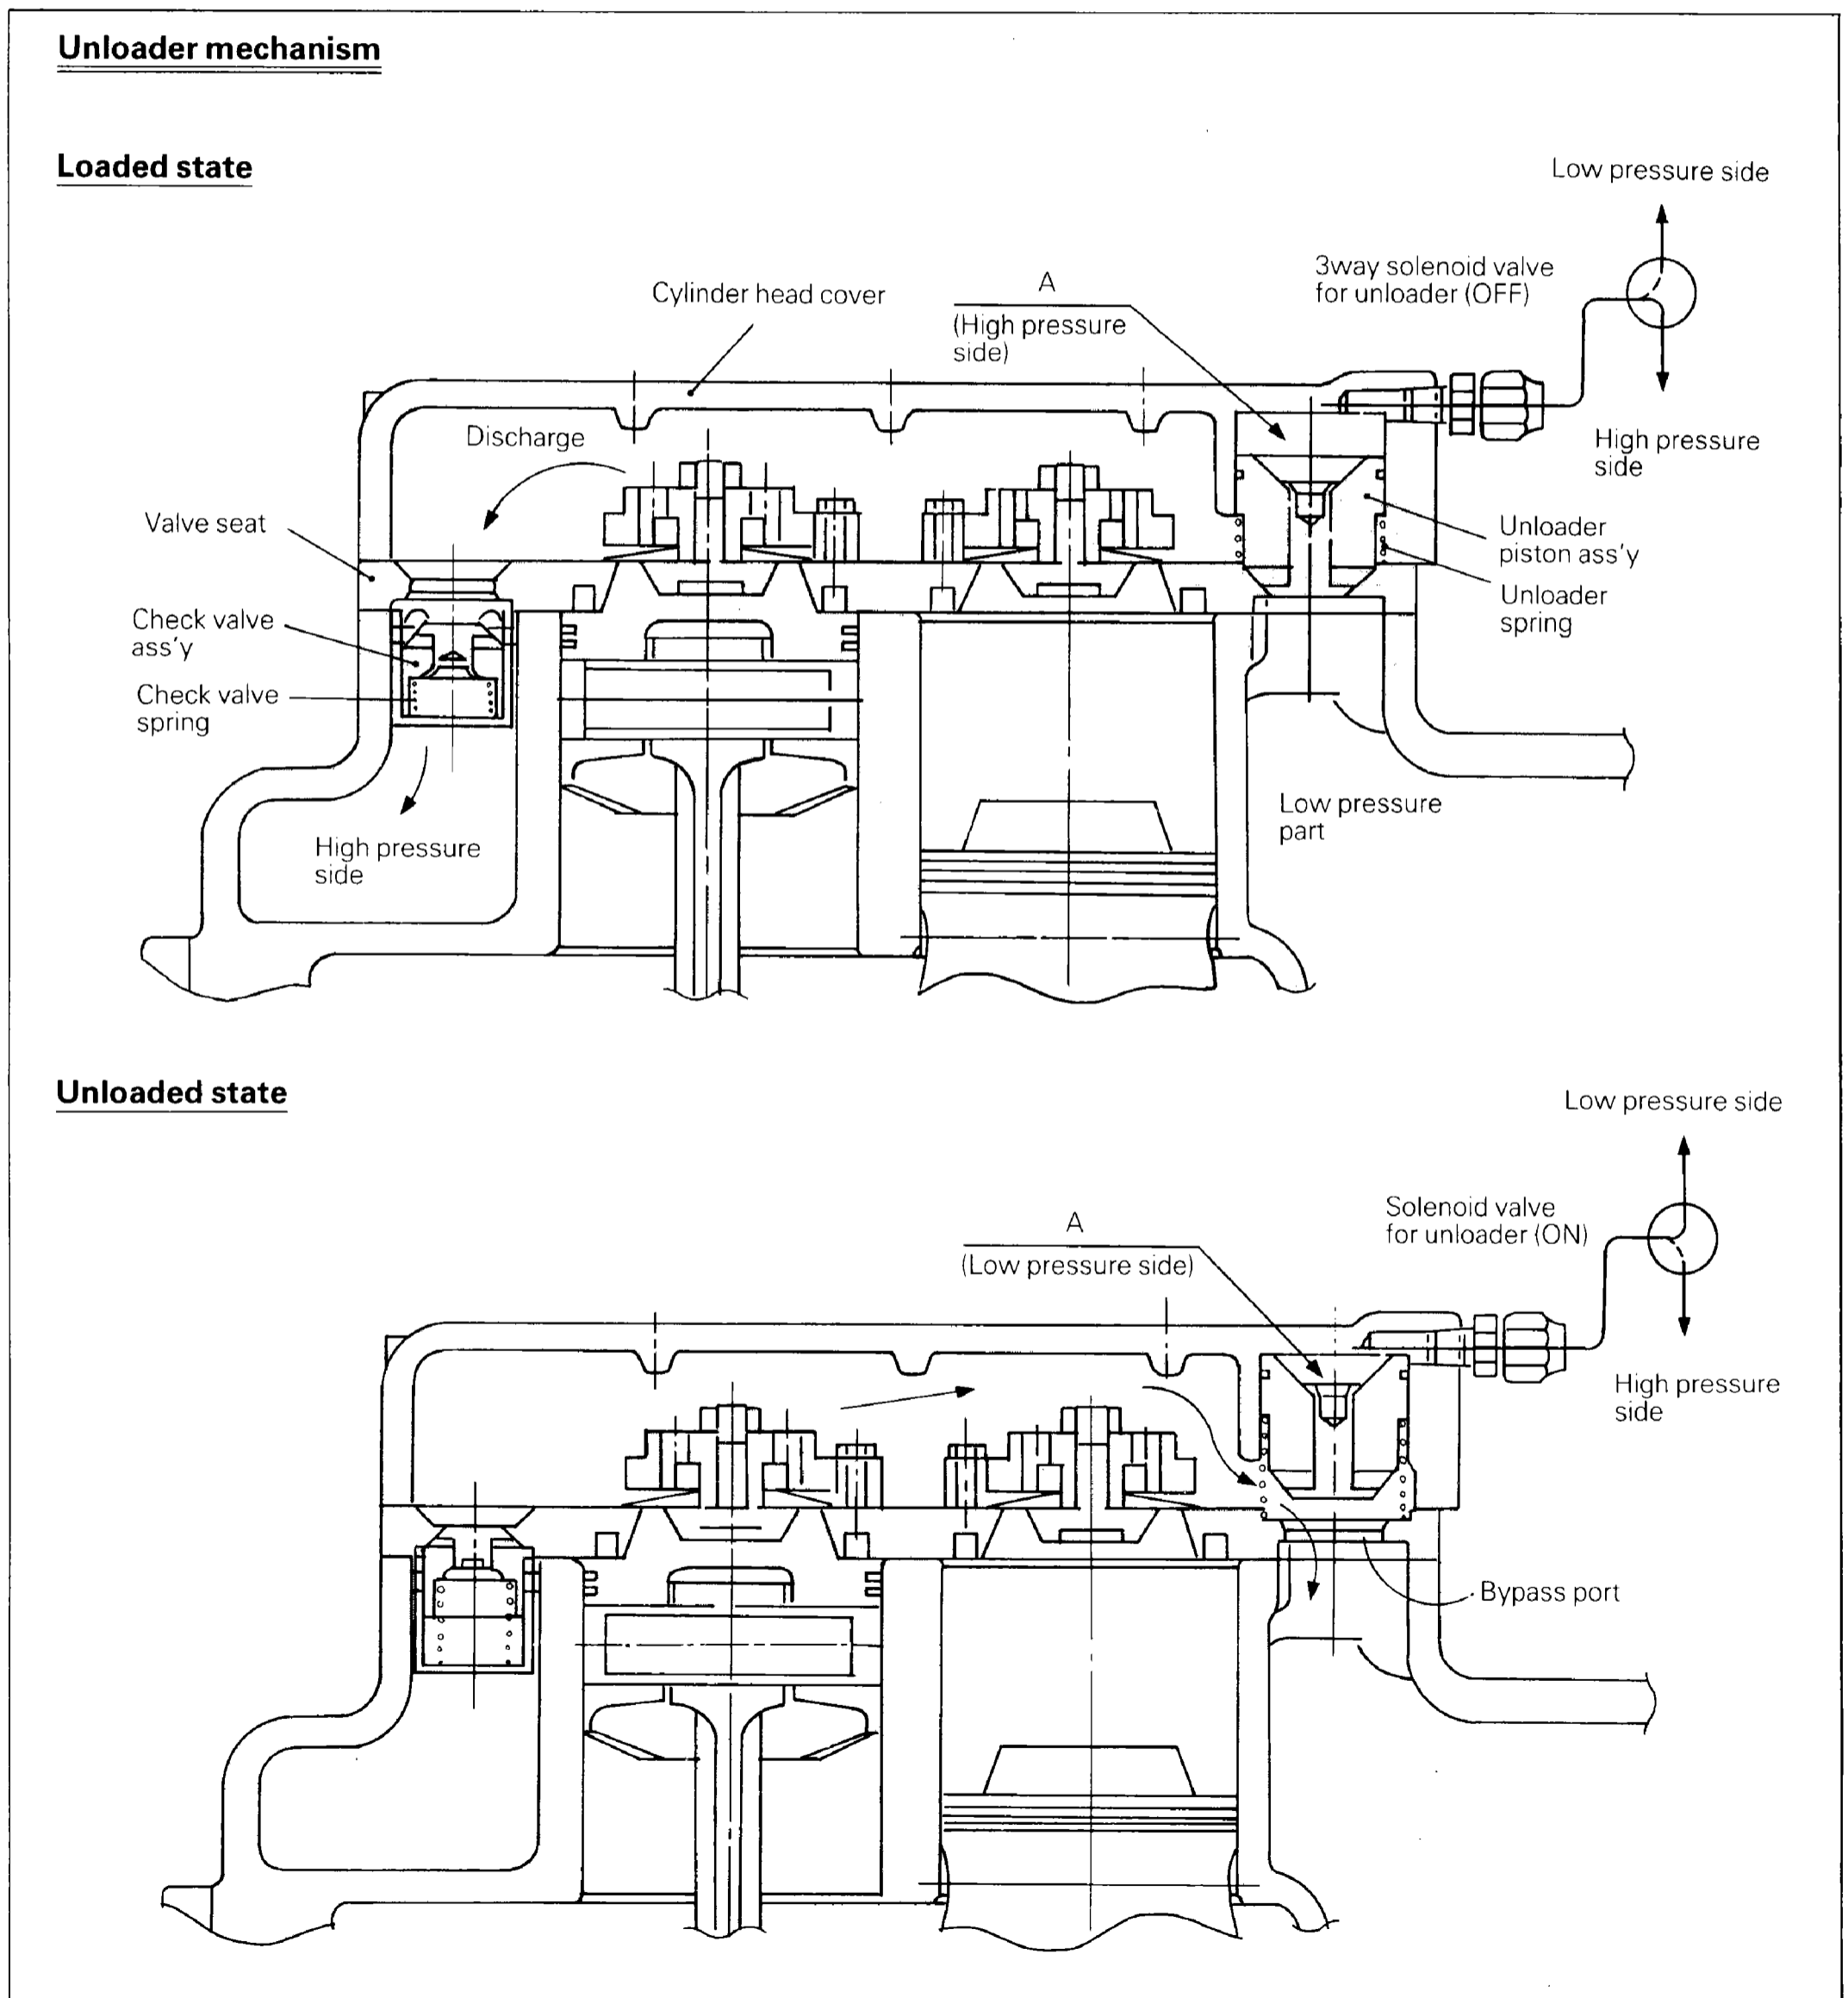 Unloader mechanism
Loaded state
Low pressure side
3way solenoid valve
for unloader (OFF)
A
(High pressure
side)
Cylinder head cover
High pressure
side
Discharge
Valve seat
Unloader
piston ass'y
Unloader
spring
Check valve
ass'y
Check valve
spring
Low pressure
part
High pressure
side
Unloaded state
Low pressure side
Solenoid valve
for unloader (ON)
A
(Low pressure side)
High pressure
side
Bypass port